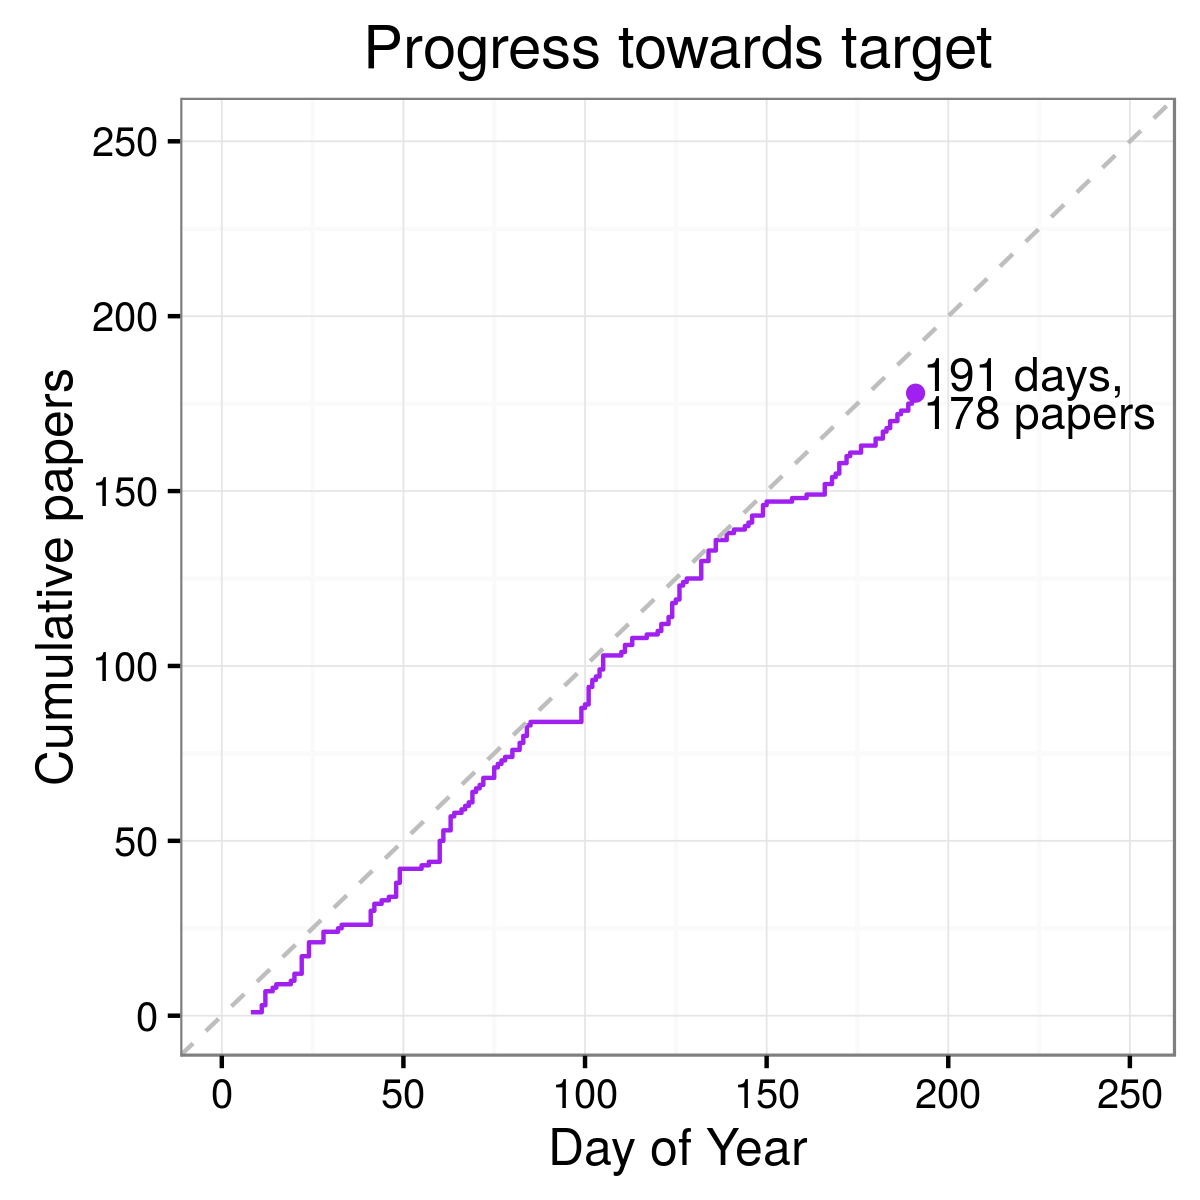 Progress towards target
Cumulative papers
250
200
150
100
50
0
191 days,
178 papers
0 50 100 150 200 250
Day of Year